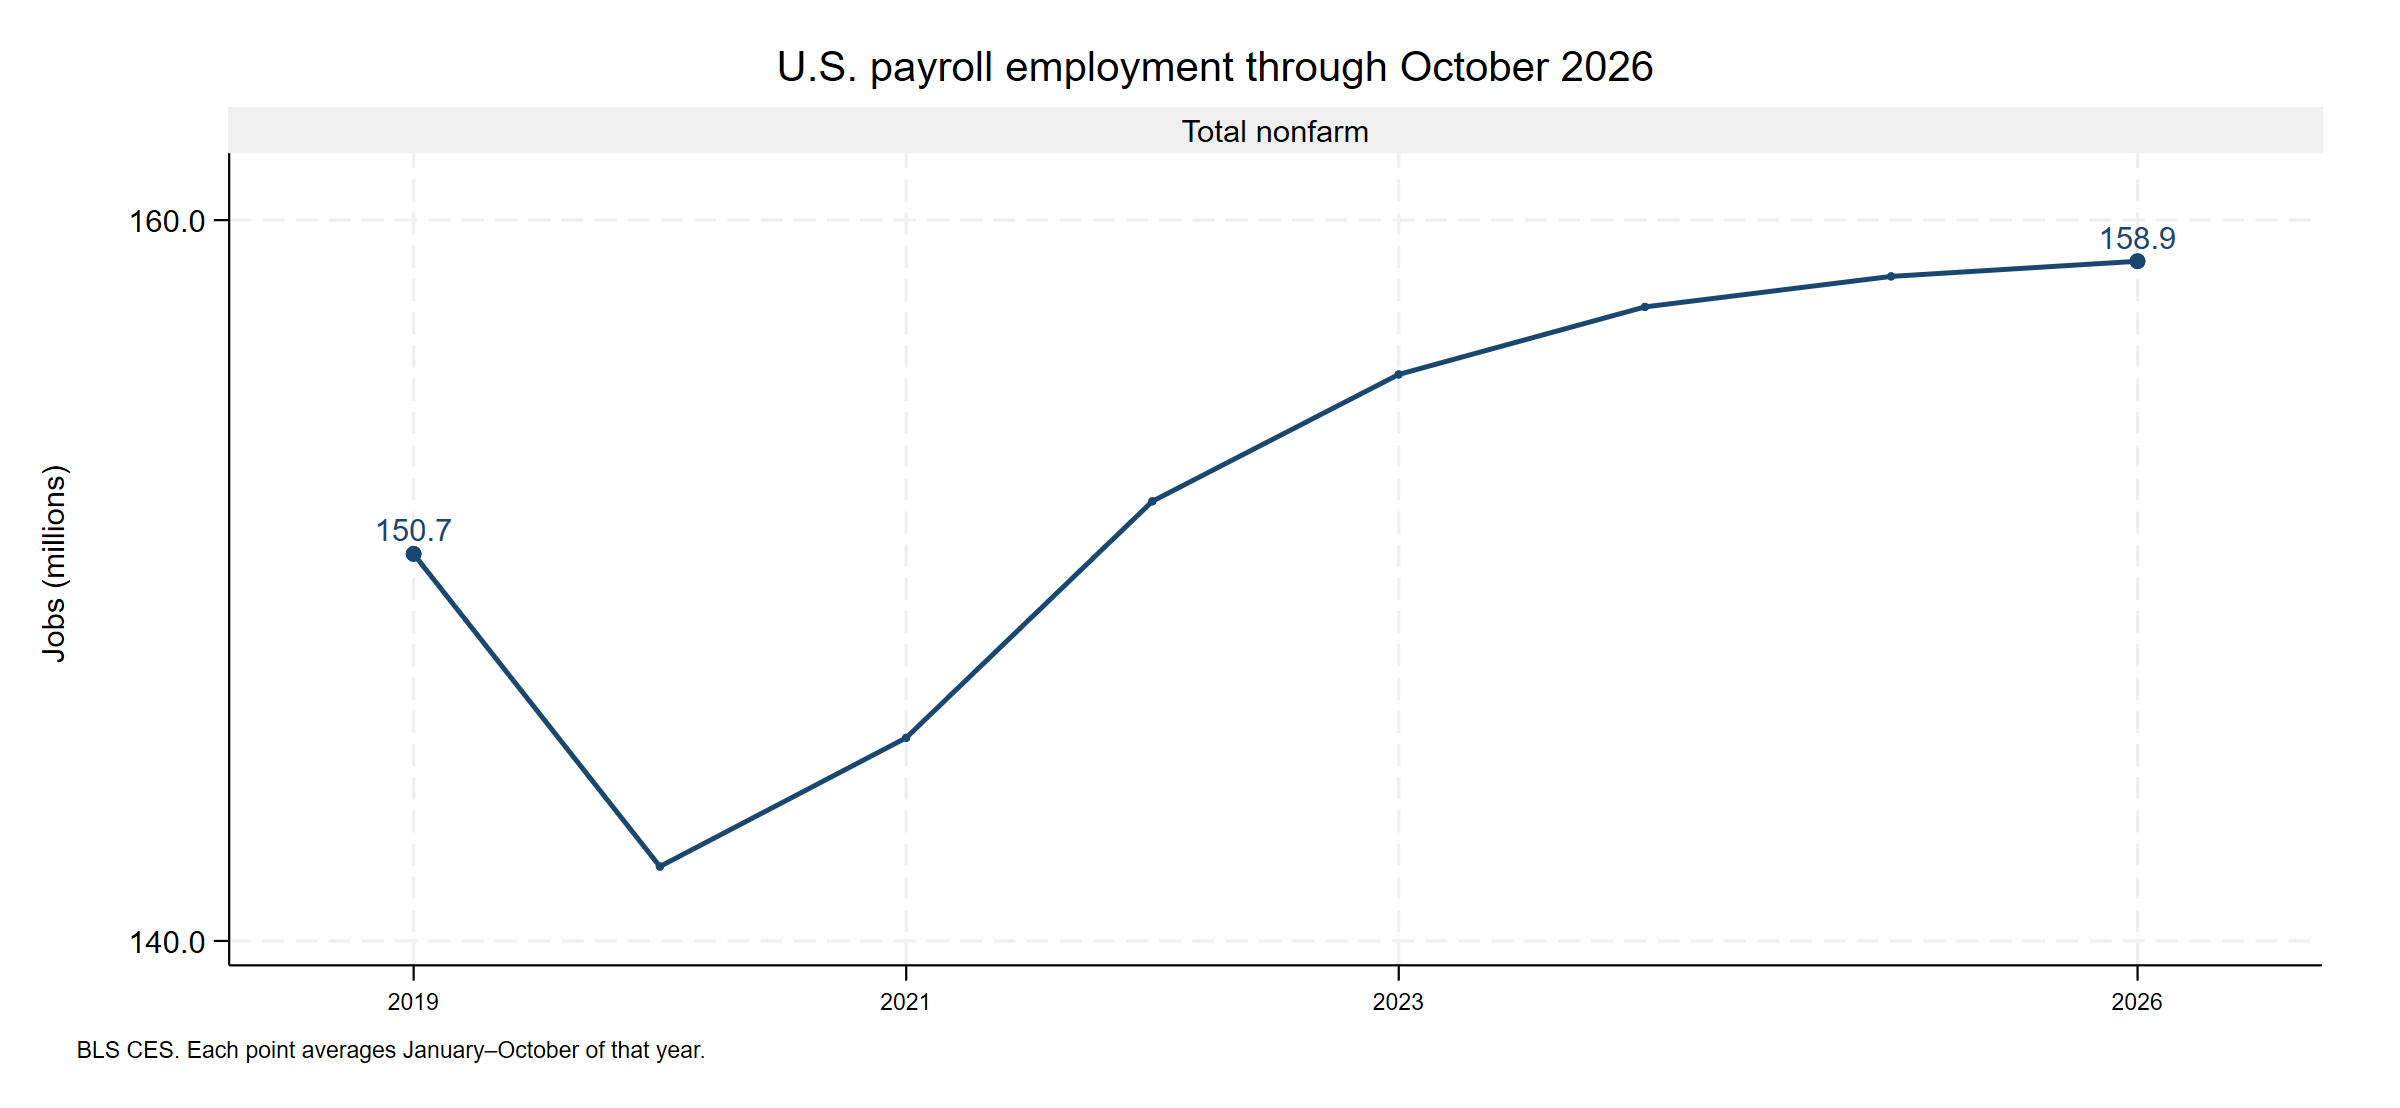 U.S. payroll employment through October 2026
Total nonfarm
Jobs (millions)
160.0
140.0
150.7
158.9
2019
2021
2023
2026
BLS CES. Each point averages January–October of that year.